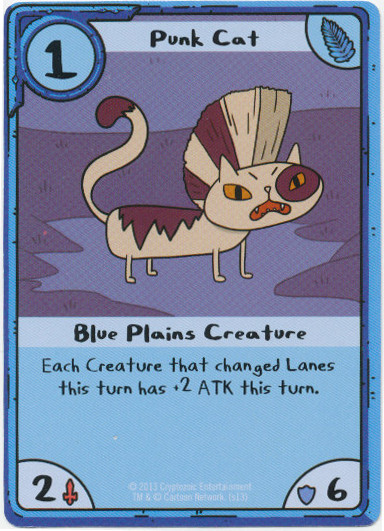 Punk Cat
1
Blue Plains Creature
Each Creature that changed Lanes
this turn has +2 ATK this turn.
2
6
© 2013 Cryptozoic Entertainment
TM & © Cartoon Network. (s13)